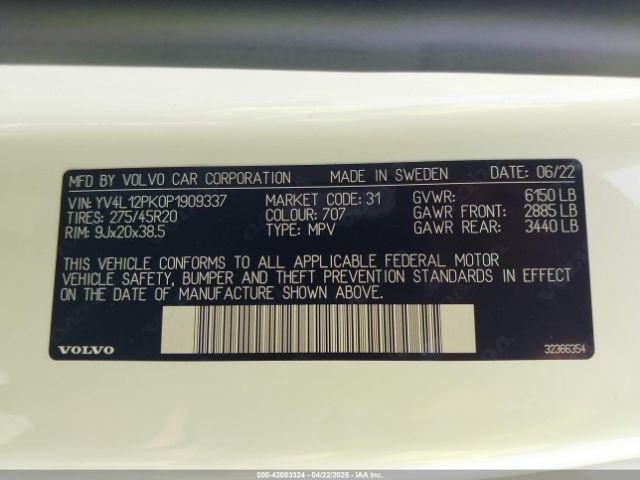 MFD BY VOLVO CAR CORPORATION MADE IN SWEDEN DATE: 06/22
VIN: YV4L12PK0P1909337 MARKET CODE: 31 GVWR: 6150 LB
TIRES: 275/45R20 COLOUR: 707 GAWR FRONT: 2885 LB
RIM: 9Jx20x38.5 TYPE: MPV GAWR REAR: 3440 LB
THIS VEHICLE CONFORMS TO ALL APPLICABLE FEDERAL MOTOR
VEHICLE SAFETY, BUMPER AND THEFT PREVENTION STANDARDS IN EFFECT
ON THE DATE OF MANUFACTURE SHOWN ABOVE.
VOLVO 32366354
000-42083324 - 04/22/2025 - IAAI, Inc.